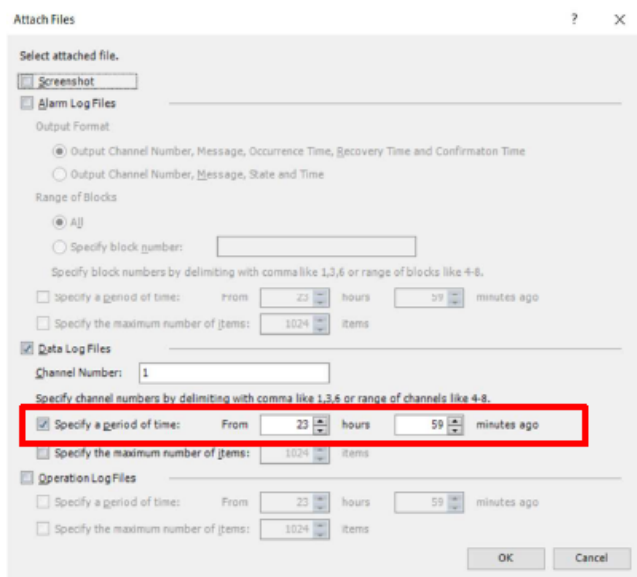 Attach Files ?
Select attached file.
Screenshot
Alarm Log Files
Output Format
Output Channel Number, Message, Occurrence Time, Recovery Time and Confirmaton Time
Output Channel Number, Message, State and Time
Range of Blocks
All
Specify block number:
Specify block numbers by delimiting with comma like 1,3,6 or range of blocks like 4-8.
Specify a period of time: From 23 hours 59 minutes ago
Specify the maximum number of items: 1024 items
Data Log Files
Channel Number: 1
Specify channel numbers by delimiting with comma like 1,3,6 or range of channels like 4-8.
Specify a period of time: From 23 hours 59 minutes ago
Specify the maximum number of items: 1024 items
Operation Log Files
Specify a period of time: From 23 hours 59 minutes ago
Specify the maximum number of items: 1024 items
OK Cancel